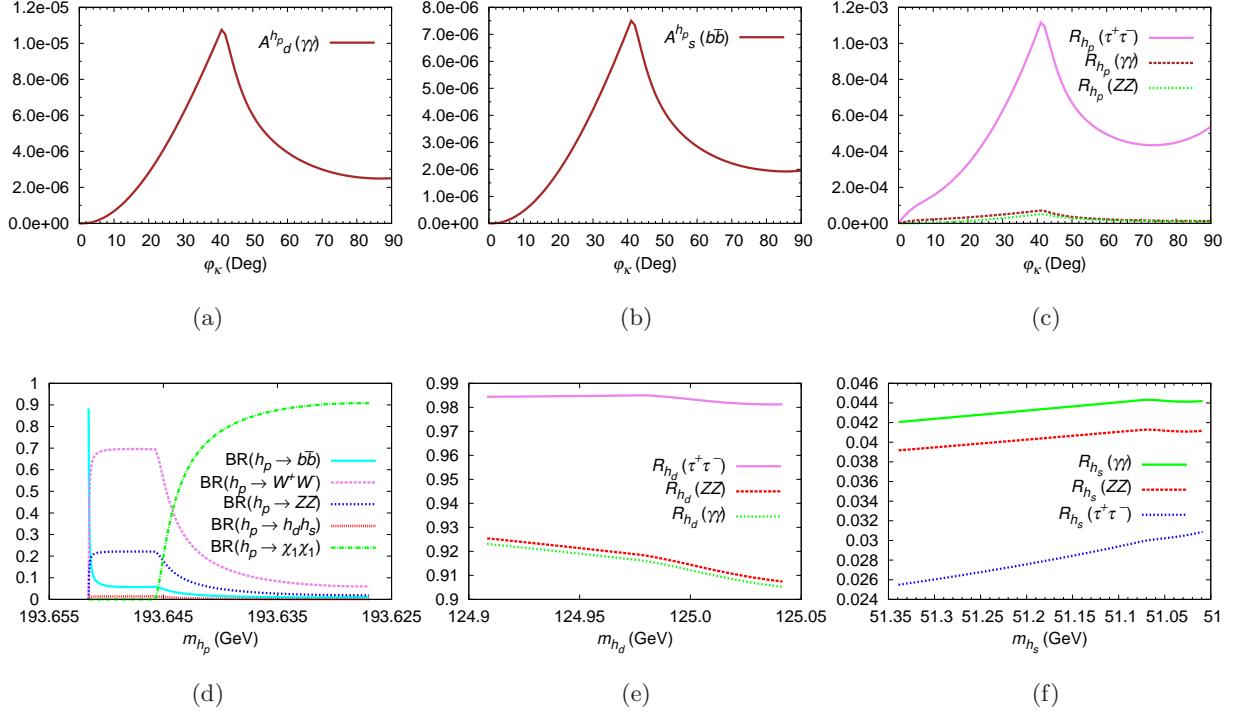 1.2e-05
1.0e-05
8.0e-06
6.0e-06
4.0e-06
2.0e-06
0.0e+00
0 10 20 30 40 50 60 70 80 90
φκ (Deg)
A^{h_p}_d (γγ)
(a)
8.0e-06
7.0e-06
6.0e-06
5.0e-06
4.0e-06
3.0e-06
2.0e-06
1.0e-06
0.0e+00
0 10 20 30 40 50 60 70 80 90
φκ (Deg)
A^{h_p}_s (bb̄)
(b)
1.2e-03
1.0e-03
8.0e-04
6.0e-04
4.0e-04
2.0e-04
0.0e+00
0 10 20 30 40 50 60 70 80 90
φκ (Deg)
R_{h_p} (τ⁺τ⁻)
R_{h_p} (γγ)
R_{h_p} (ZZ)
(c)
1
0.9
0.8
0.7
0.6
0.5
0.4
0.3
0.2
0.1
0
193.655 193.645 193.635 193.625
m_{h_p} (GeV)
BR(h_p → bb̄)
BR(h_p → W⁺W⁻)
BR(h_p → ZZ)
BR(h_p → h_d h_s)
BR(h_p → χ₁χ₁)
(d)
0.99
0.98
0.97
0.96
0.95
0.94
0.93
0.92
0.91
0.9
124.9 124.95 125.0 125.05
m_{h_d} (GeV)
R_{h_d} (τ⁺τ⁻)
R_{h_d} (ZZ)
R_{h_d} (γγ)
(e)
0.046
0.044
0.042
0.04
0.038
0.036
0.034
0.032
0.03
0.028
0.026
0.024
51.35 51.3 51.25 51.2 51.15 51.1 51.05 51
m_{h_s} (GeV)
R_{h_s} (γγ)
R_{h_s} (ZZ)
R_{h_s} (τ⁺τ⁻)
(f)